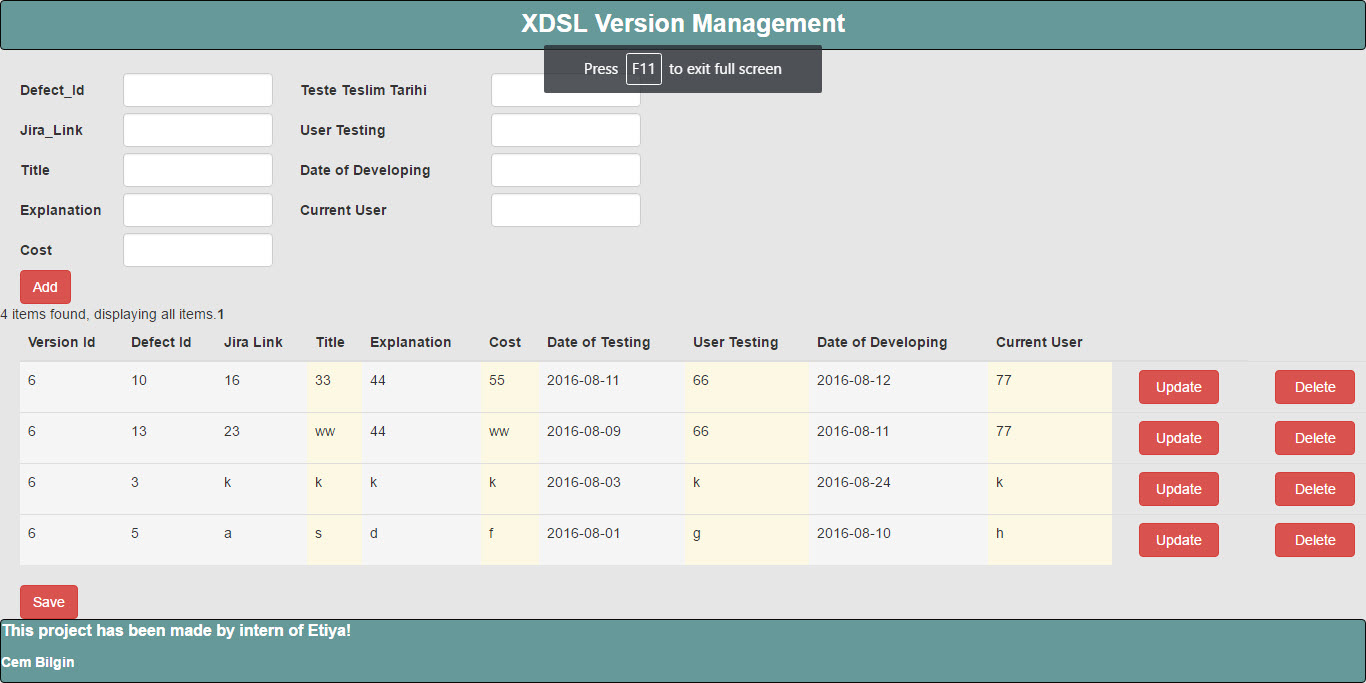 XDSL Version Management
Press F11 to exit full screen
Defect_Id Teste Teslim Tarihi
Jira_Link User Testing
Title Date of Developing
Explanation Current User
Cost
Add
4 items found, displaying all items.1
Version Id Defect Id Jira Link Title Explanation Cost Date of Testing User Testing Date of Developing Current User
6 10 16 33 44 55 2016-08-11 66 2016-08-12 77 Update Delete
6 13 23 ww 44 ww 2016-08-09 66 2016-08-11 77 Update Delete
6 3 k k k k 2016-08-03 k 2016-08-24 k Update Delete
6 5 a s d f 2016-08-01 g 2016-08-10 h Update Delete
Save
This project has been made by intern of Etiya!
Cem Bilgin